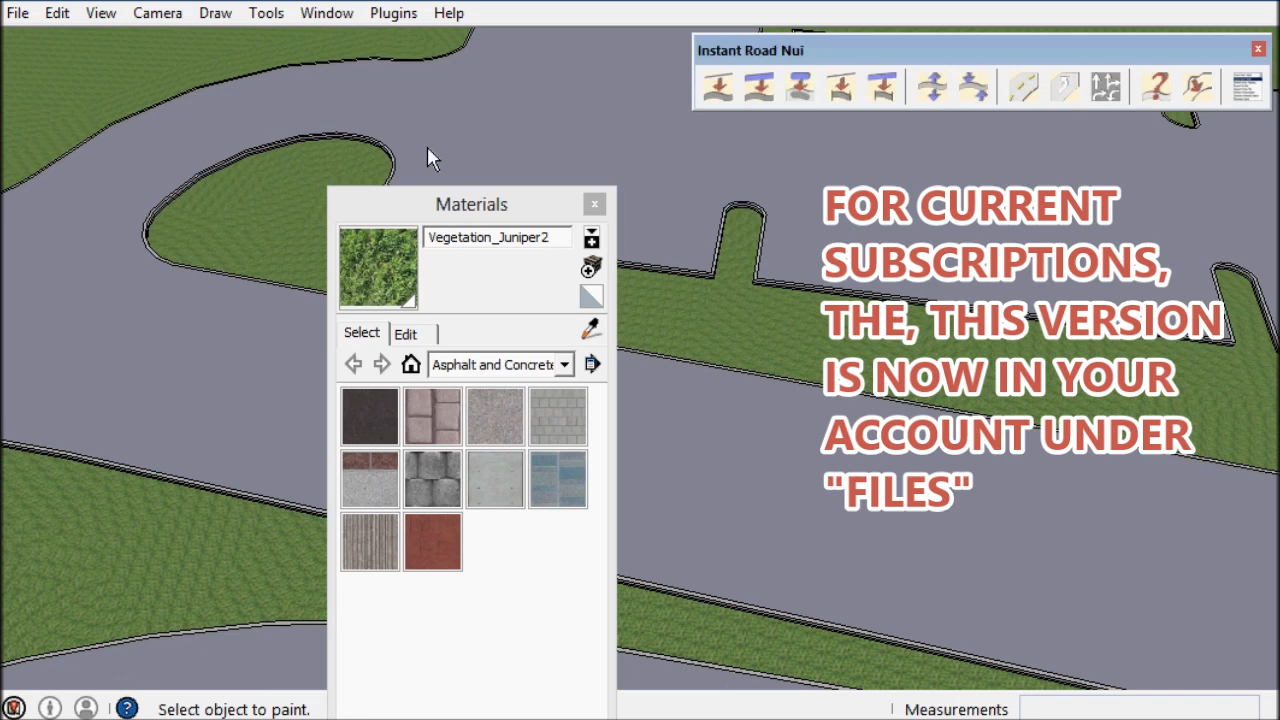 File Edit View Camera Draw Tools Window Plugins Help
Instant Road Nui
Materials
Vegetation_Juniper2
Select Edit
Asphalt and Concrete
FOR CURRENT
SUBSCRIPTIONS,
THE, THIS VERSION
IS NOW IN YOUR
ACCOUNT UNDER
"FILES"
Select object to paint.
Measurements